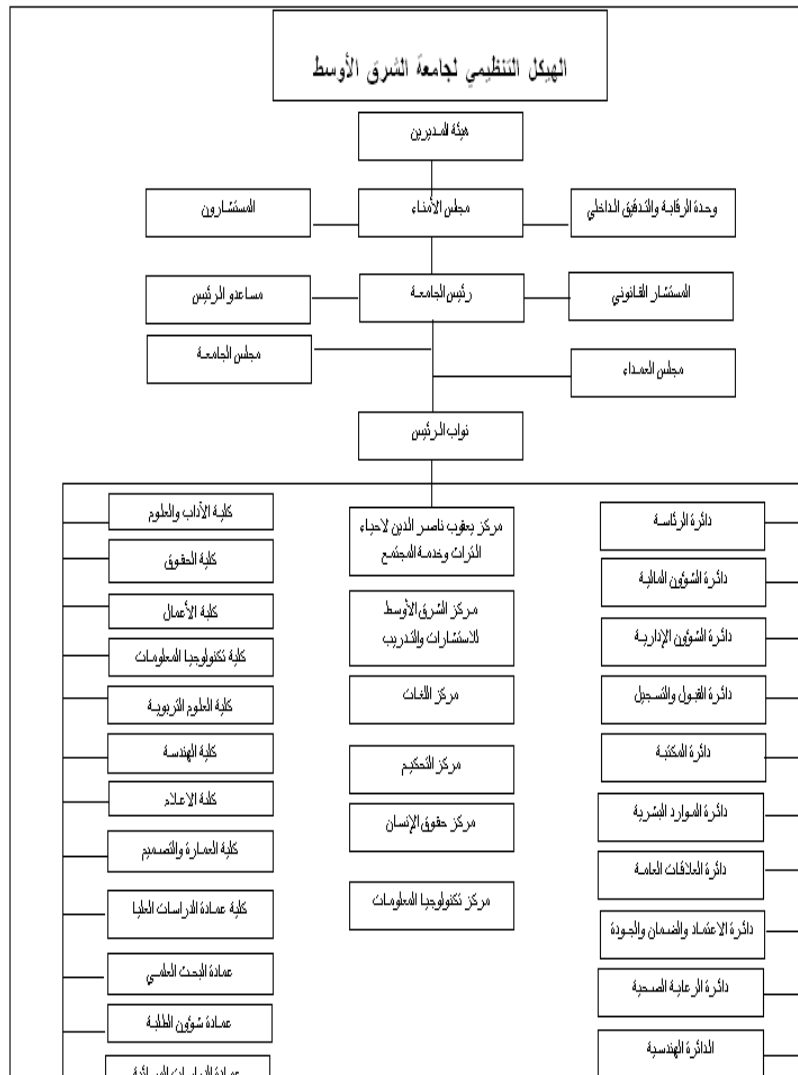 الهيكل التنظيمي لجامعة الشرق الأوسط
هيئة المديرين
وحدة الرقابة والتدقيق الداخلي
مجلس الأمناء
المستشارون
المستشار القانوني
رئيس الجامعة
مساعدو الرئيس
مجلس الجامعة
مجلس العمداء
نواب الرئيس
دائرة الرئاسة
دائرة الشؤون المالية
دائرة الشؤون الإدارية
دائرة القبول والتسجيل
دائرة المكتبة
دائرة الموارد البشرية
دائرة العلاقات العامة
دائرة الاعتماد والضمان والجودة
دائرة الرعاية الصحية
الدائرة الهندسية
مركز يعقوب ناصر الدين لاحياء
التراث وخدمة المجتمع
مركز الشرق الأوسط
للاستشارات والتدريب
مركز اللغات
مركز التحكيم
مركز حقوق الإنسان
مركز تكنولوجيا المعلومات
كلية الآداب والعلوم
كلية الحقوق
كلية الأعمال
كلية تكنولوجيا المعلومات
كلية العلوم التربوية
كلية الهندسة
كلية الاعلام
كلية العمارة والتصميم
كلية عمادة الدراسات العليا
عمادة البحث العلمي
عمادة شؤون الطلبة
عمادة الدراسات